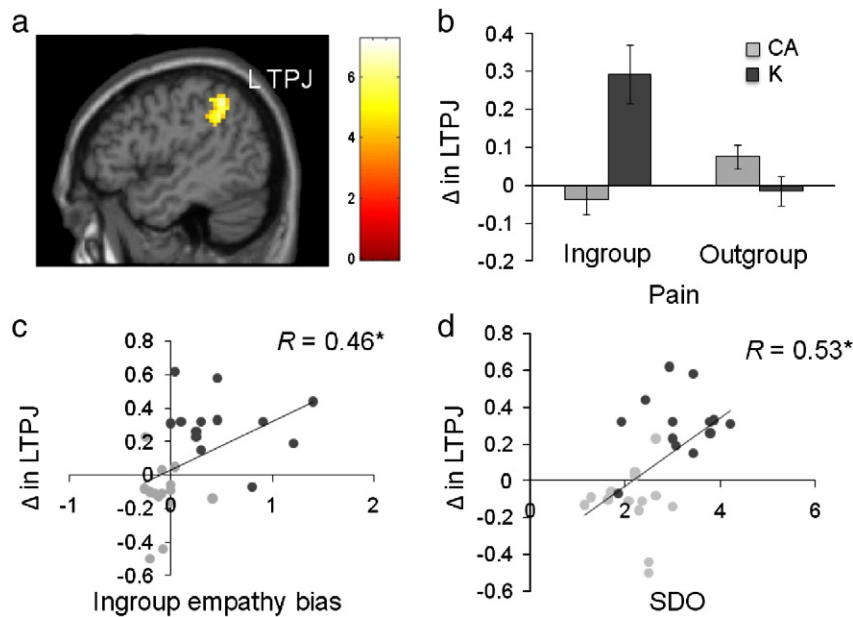 a
L TPJ
6
4
2
0
b
Δ in LTPJ
0.4
0.3
0.2
0.1
0
-0.1
-0.2
CA
K
Ingroup
Outgroup
Pain
c
Δ in LTPJ
0.8
0.6
0.4
0.2
0
-0.2
-0.4
-0.6
R = 0.46*
-1
0
1
2
Ingroup empathy bias
d
Δ in LTPJ
0.8
0.6
0.4
0.2
0
-0.2
-0.4
-0.6
R = 0.53*
0
2
4
6
SDO